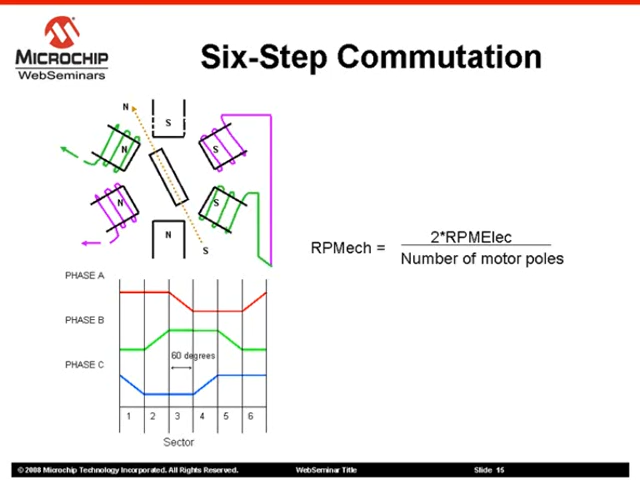 MICROCHIP
WebSeminars
Six-Step Commutation
N
S
N
S
N
S
N
S
RPMech = 2*RPMElec
Number of motor poles
PHASE A
PHASE B
PHASE C
60 degrees
1 2 3 4 5 6
Sector
© 2008 Microchip Technology Incorporated. All Rights Reserved. WebSeminar Title Slide 15